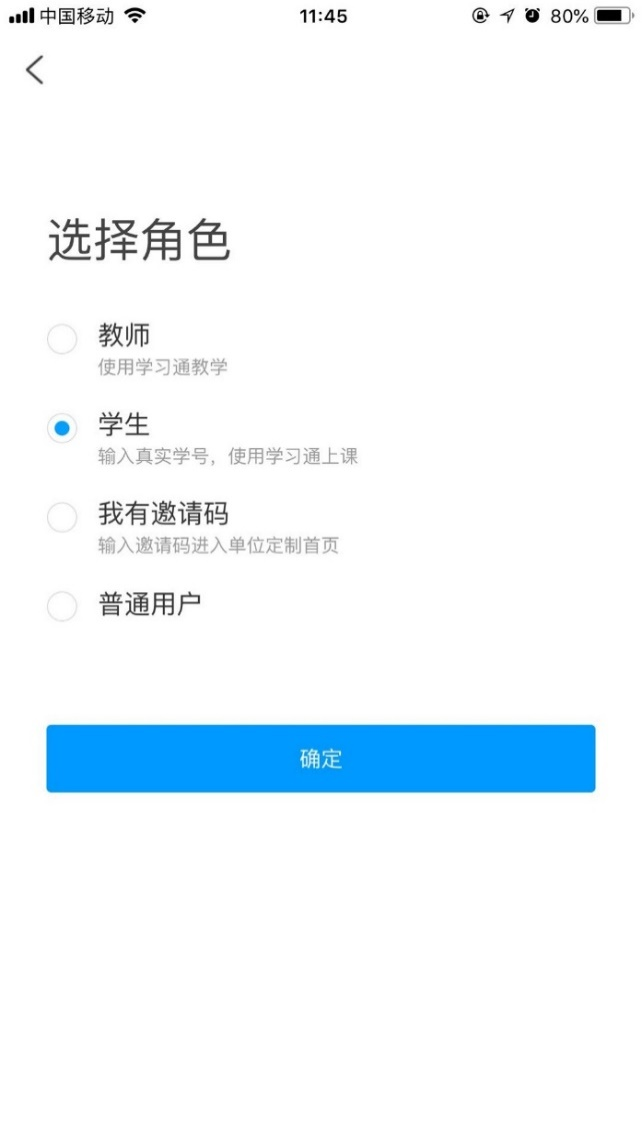 中国移动
11:45
80%
选择角色
教师
使用学习通教学
学生
输入真实学号，使用学习通上课
我有邀请码
输入邀请码进入单位定制首页
普通用户
确定